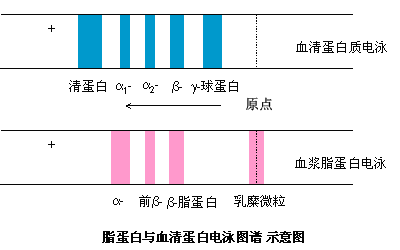 + 血清蛋白质电泳
清蛋白 α₁- α₂- β- γ-球蛋白
原点
+ 血浆脂蛋白电泳
α- 前β- β-脂蛋白 乳糜微粒
脂蛋白与血清蛋白电泳图谱 示意图